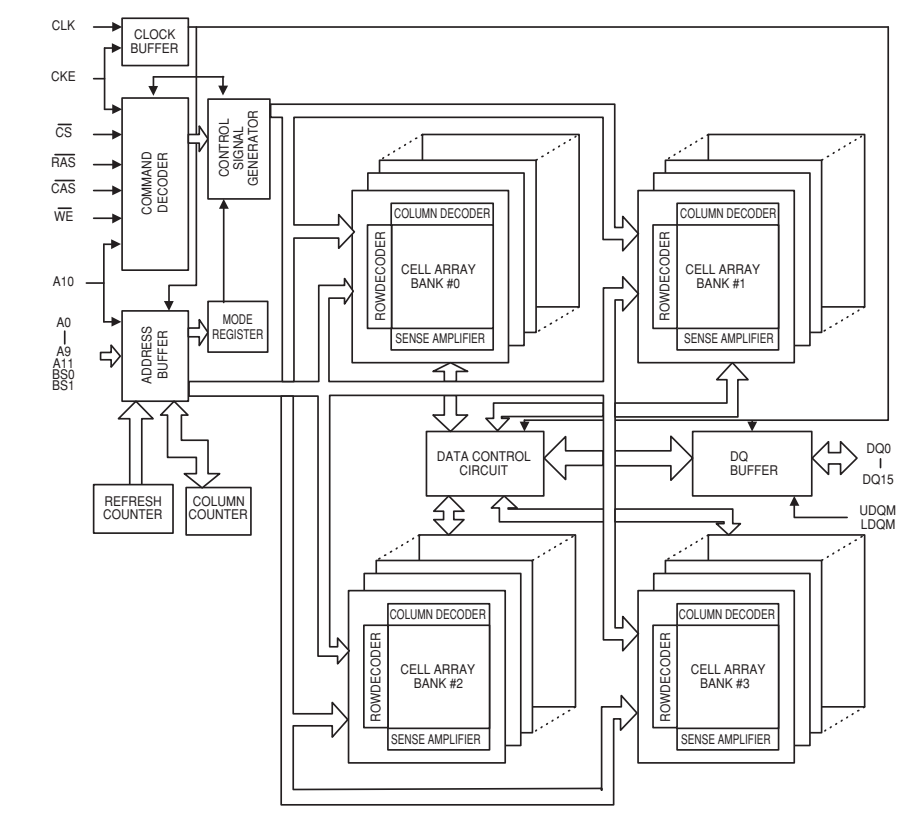 CLK
CLOCK
BUFFER
CKE
CS
RAS
CAS
WE
COMMAND
DECODER
CONTROL
SIGNAL
GENERATOR
A10
A0
A9
A11
BS0
BS1
ADDRESS
BUFFER
MODE
REGISTER
REFRESH
COUNTER
COLUMN
COUNTER
COLUMN DECODER
ROWDECODER
CELL ARRAY
BANK #0
SENSE AMPLIFIER
COLUMN DECODER
ROWDECODER
CELL ARRAY
BANK #1
SENSE AMPLIFIER
DATA CONTROL
CIRCUIT
DQ
BUFFER
DQ0
DQ15
UDQM
LDQM
COLUMN DECODER
ROWDECODER
CELL ARRAY
BANK #2
SENSE AMPLIFIER
COLUMN DECODER
ROWDECODER
CELL ARRAY
BANK #3
SENSE AMPLIFIER